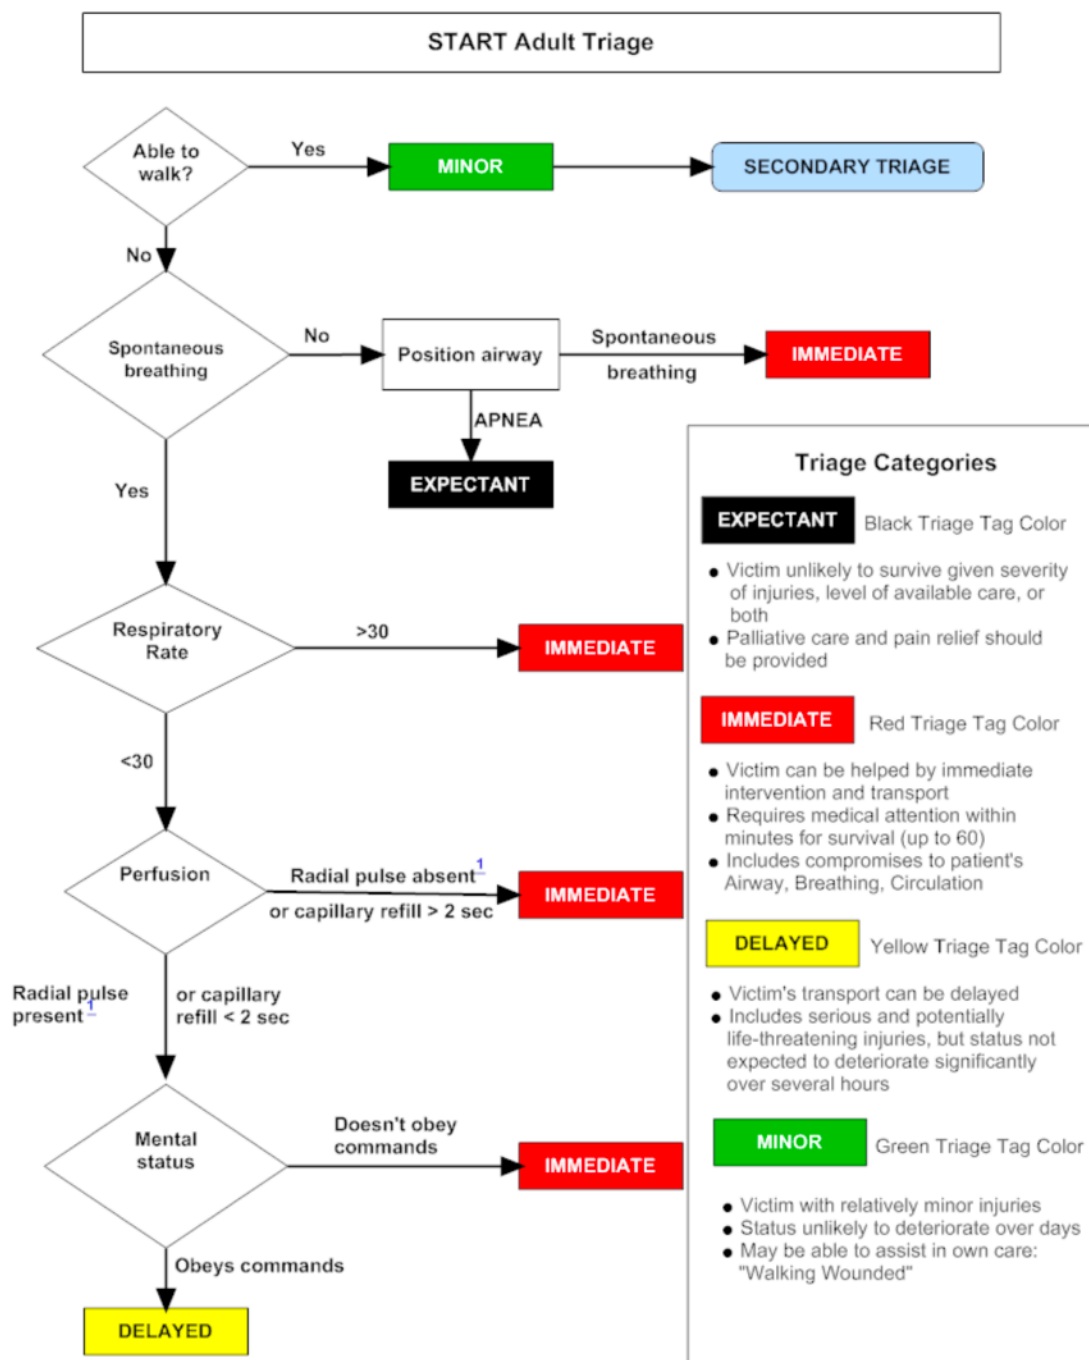 START Adult Triage
Able to
walk?
Yes
MINOR
SECONDARY TRIAGE
No
Spontaneous
breathing
No
Position airway
Spontaneous
breathing
IMMEDIATE
APNEA
EXPECTANT
Yes
Respiratory
Rate
>30
IMMEDIATE
<30
Perfusion
Radial pulse absent1
or capillary refill > 2 sec
IMMEDIATE
Radial pulse
present1
or capillary
refill < 2 sec
Mental
status
Doesn't obey
commands
IMMEDIATE
Obeys commands
DELAYED
Triage Categories
EXPECTANT Black Triage Tag Color
● Victim unlikely to survive given severity
of injuries, level of available care, or
both
● Palliative care and pain relief should
be provided
IMMEDIATE Red Triage Tag Color
● Victim can be helped by immediate
intervention and transport
● Requires medical attention within
minutes for survival (up to 60)
● Includes compromises to patient's
Airway, Breathing, Circulation
DELAYED Yellow Triage Tag Color
● Victim's transport can be delayed
● Includes serious and potentially
life-threatening injuries, but status not
expected to deteriorate significantly
over several hours
MINOR Green Triage Tag Color
● Victim with relatively minor injuries
● Status unlikely to deteriorate over days
● May be able to assist in own care:
"Walking Wounded"